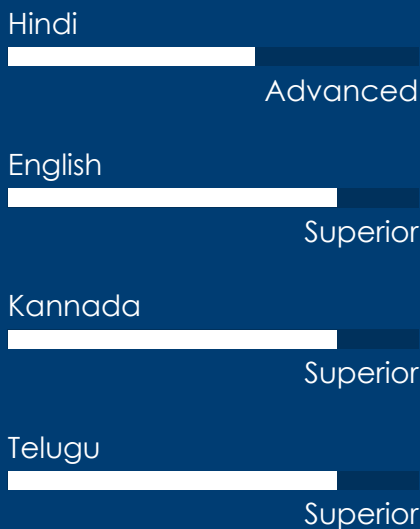 Hindi
Advanced
English
Superior
Kannada
Superior
Telugu
Superior